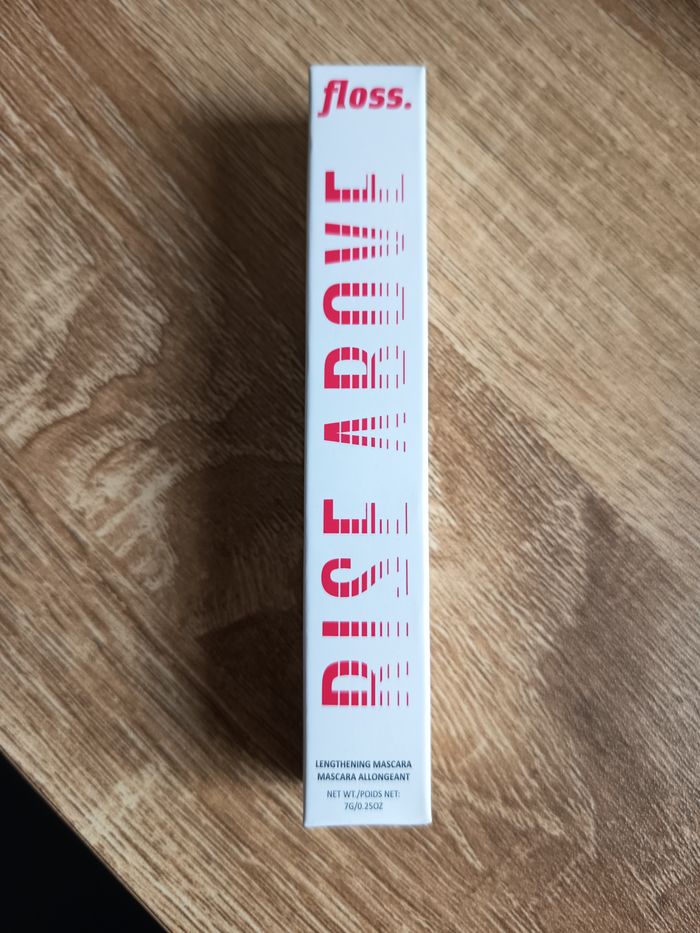 floss.
RISE ABOVE
LENGTHENING MASCARA
MASCARA ALLONGEANT
NET WT./POIDS NET:
7G/0.25OZ